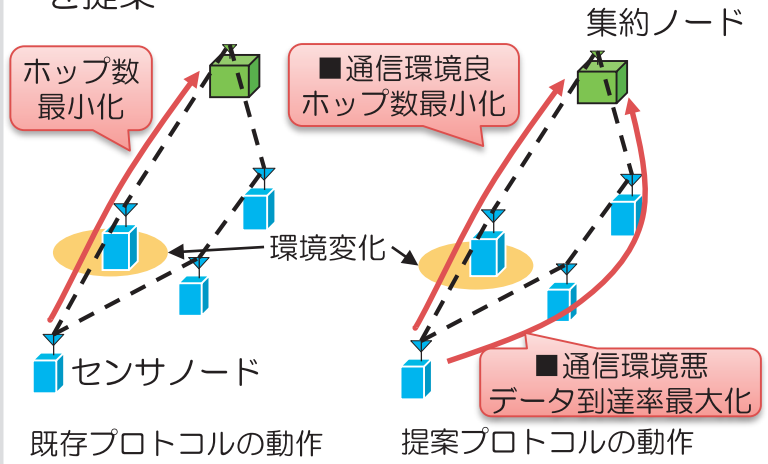 を提案
集約ノード
ホップ数
最小化
■通信環境良
ホップ数最小化
環境変化
センサノード
■通信環境悪
データ到達率最大化
既存プロトコルの動作
提案プロトコルの動作